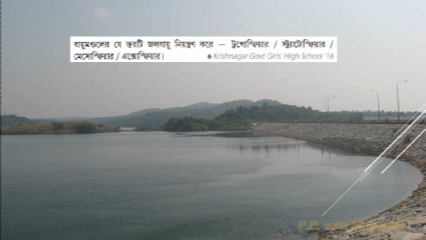 বায়ুমণ্ডলের যে স্তরটি জলবায়ু নিয়ন্ত্রণ করে — ট্রপোস্ফিয়ার / স্ট্র্যাটোস্ফিয়ার /
মেসোস্ফিয়ার / এক্সোস্ফিয়ার। ◆ Krishnagar Govt Girls' High School '16